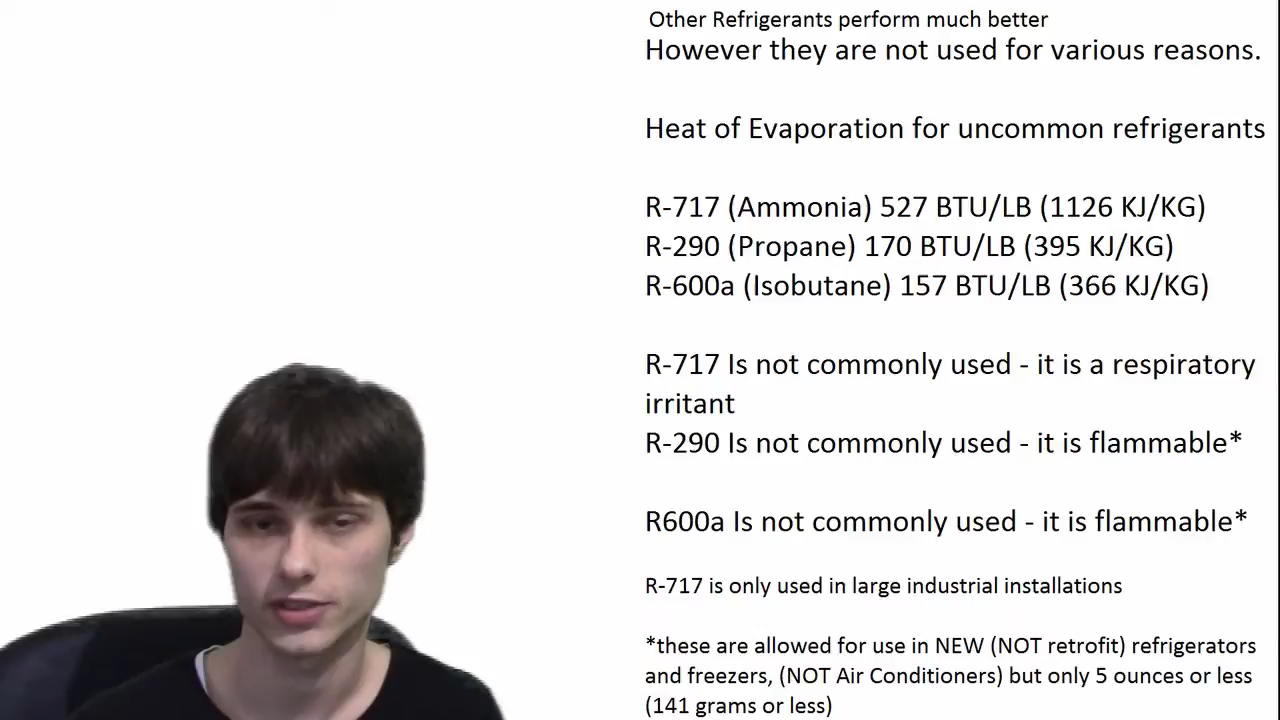 Other Refrigerants perform much better
However they are not used for various reasons.
Heat of Evaporation for uncommon refrigerants
R-717 (Ammonia) 527 BTU/LB (1126 KJ/KG)
R-290 (Propane) 170 BTU/LB (395 KJ/KG)
R-600a (Isobutane) 157 BTU/LB (366 KJ/KG)
R-717 Is not commonly used - it is a respiratory
irritant
R-290 Is not commonly used - it is flammable*
R600a Is not commonly used - it is flammable*
R-717 is only used in large industrial installations
*these are allowed for use in NEW (NOT retrofit) refrigerators
and freezers, (NOT Air Conditioners) but only 5 ounces or less
(141 grams or less)